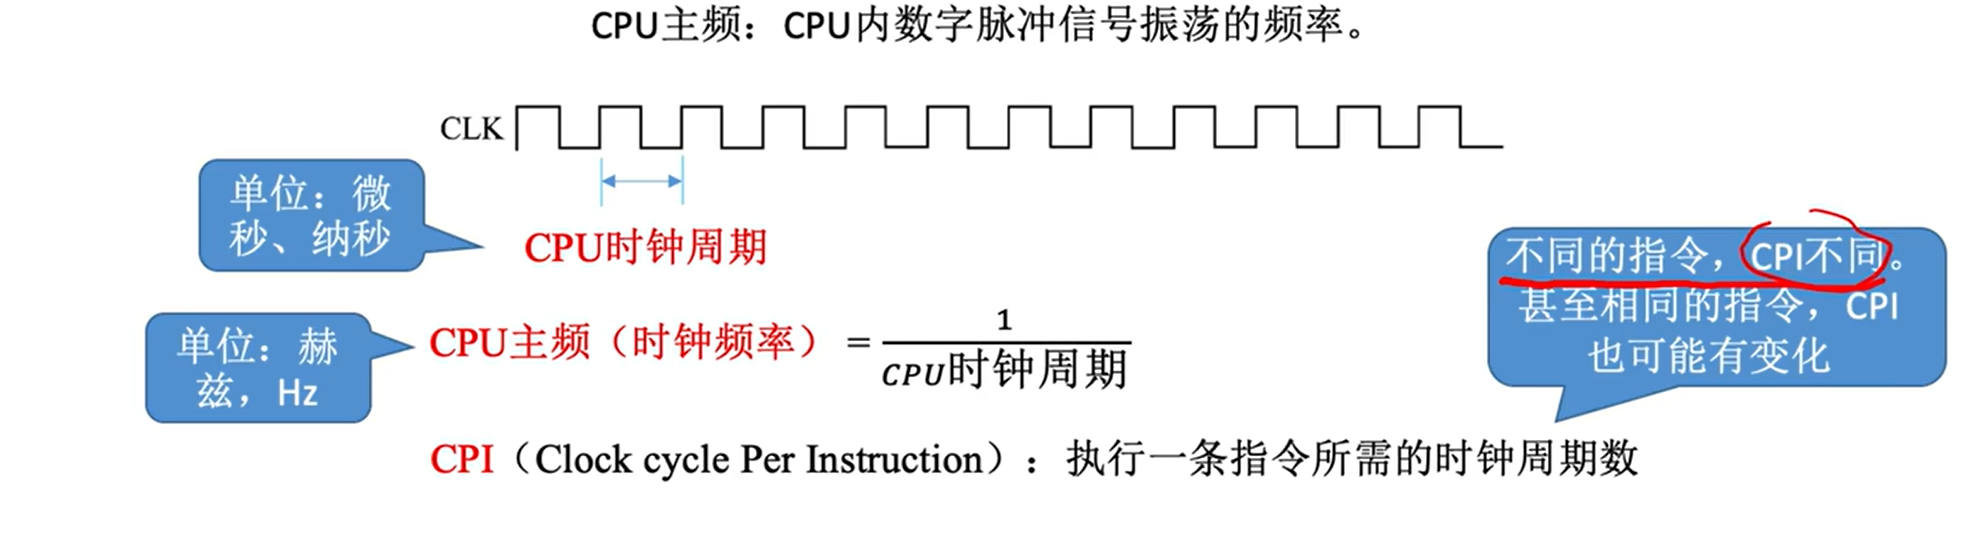 CPU主频：CPU内数字脉冲信号振荡的频率。
CLK
单位：微
秒、纳秒
CPU时钟周期
不同的指令，CPI不同。
甚至相同的指令，CPI
也可能有变化
单位：赫
兹，Hz
CPU主频（时钟频率） = 1
CPU时钟周期
CPI（Clock cycle Per Instruction）：执行一条指令所需的时钟周期数